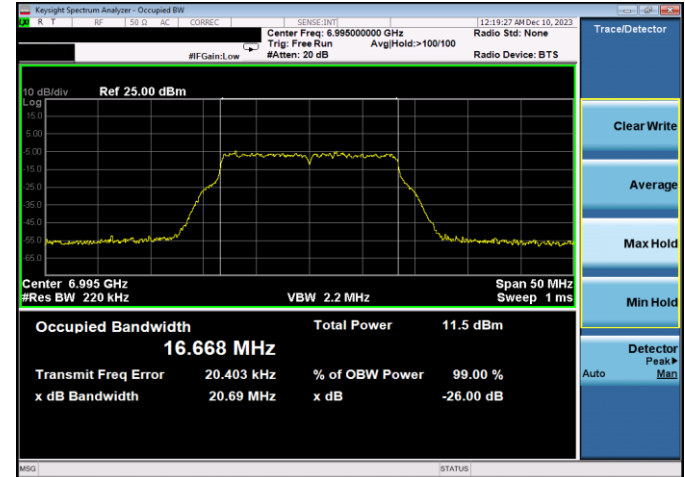 Keysight Spectrum Analyzer - Occupied BW
R T RF 50 Ω AC CORREC SENSE:INT 12:19:27 AM Dec 10, 2023
Center Freq: 6.995000000 GHz Radio Std: None
Trig: Free Run Avg|Hold:>100/100
#IFGain:Low #Atten: 20 dB Radio Device: BTS
Trace/Detector
10 dB/div Ref 25.00 dBm
Log
15.0
5.00
-5.00
-15.0
-25.0
-35.0
-45.0
-55.0
-65.0
Center 6.995 GHz Span 50 MHz
#Res BW 220 kHz VBW 2.2 MHz Sweep 1 ms
Occupied Bandwidth Total Power 11.5 dBm
16.668 MHz
Transmit Freq Error 20.403 kHz % of OBW Power 99.00 %
x dB Bandwidth 20.69 MHz x dB -26.00 dB
Clear Write
Average
Max Hold
Min Hold
Detector
Peak▶
Auto Man
MSG STATUS